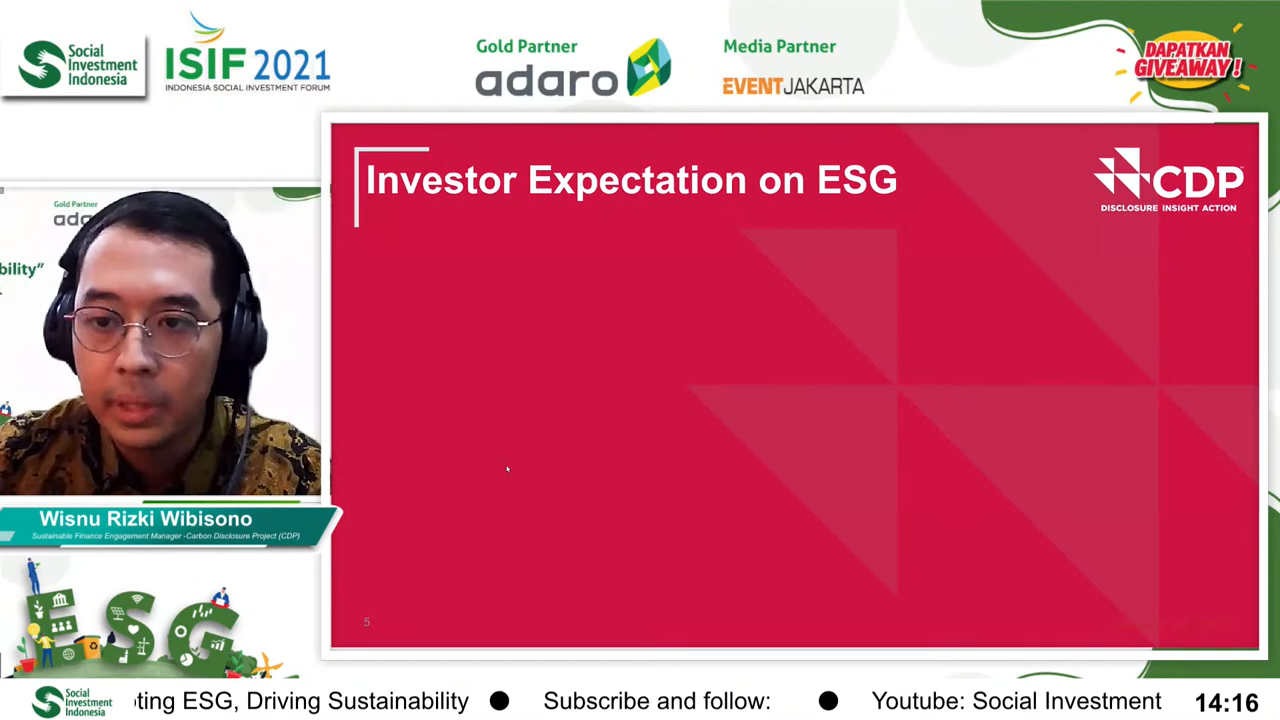 Social
Investment
Indonesia
ISIF 2021
INDONESIA SOCIAL INVESTMENT FORUM
Gold Partner
adaro
Media Partner
EVENTJAKARTA
DAPATKAN
GIVEAWAY !
Investor Expectation on ESG
CDP
DISCLOSURE INSIGHT ACTION
Gold Partner
ada
bility“
Wisnu Rizki Wibisono
Sustainable Finance Engagement Manager -Carbon Disclosure Project (CDP)
5
ESG
Social
Investment
Indonesia
ting ESG, Driving Sustainability ● Subscribe and follow: ● Youtube: Social Investment
14:16